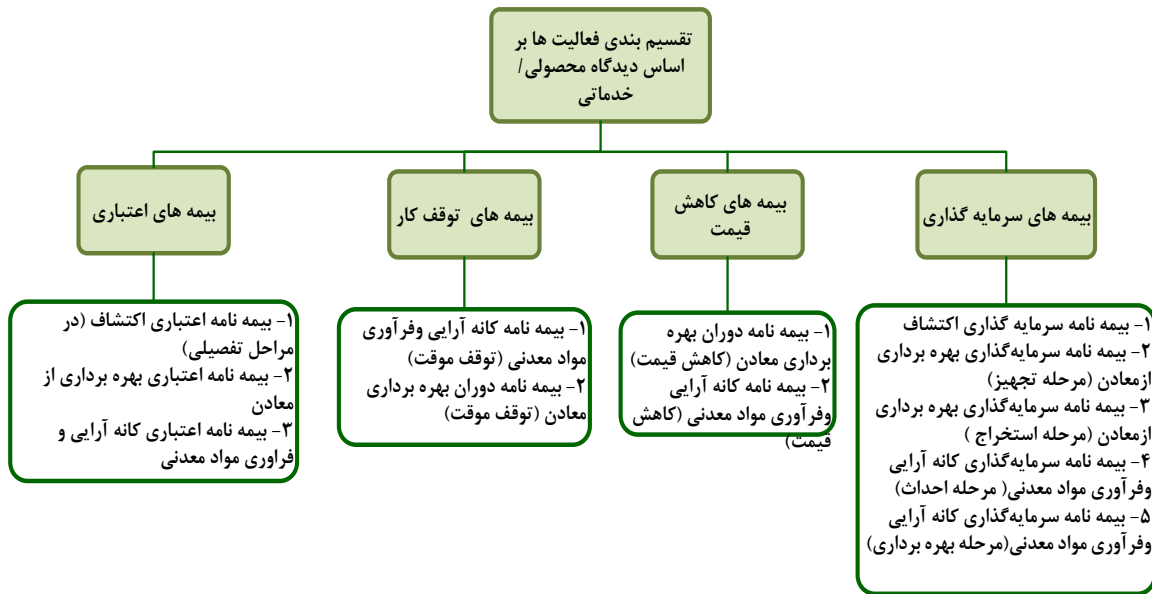 تقسیم بندی فعالیت ها بر
اساس دیدگاه محصولی/
خدماتی
بیمه های سرمایه گذاری
بیمه های کاهش
قیمت
بیمه های توقف کار
بیمه های اعتباری
۱- بیمه نامه سرمایه گذاری اکتشاف
۲- بیمه نامه سرمایه‌گذاری بهره برداری
ازمعادن (مرحله تجهیز)
۳- بیمه نامه سرمایه‌گذاری بهره برداری
ازمعادن (مرحله استخراج )
۴- بیمه نامه سرمایه‌گذاری کانه آرایی
وفرآوری مواد معدنی( مرحله احداث)
۵- بیمه نامه سرمایه‌گذاری کانه آرایی
وفرآوری مواد معدنی(مرحله بهره برداری)
۱- بیمه نامه دوران بهره
برداری معادن (کاهش قیمت)
۲- بیمه نامه کانه آرایی
وفرآوری مواد معدنی (کاهش
قیمت)
۱- بیمه نامه کانه آرایی وفرآوری
مواد معدنی (توقف موقت)
۲- بیمه نامه دوران بهره برداری
معادن (توقف موقت)
۱- بیمه نامه اعتباری اکتشاف (در
مراحل تفصیلی)
۲- بیمه نامه اعتباری بهره برداری از
معادن
۳- بیمه نامه اعتباری کانه آرایی و
فراوری مواد معدنی